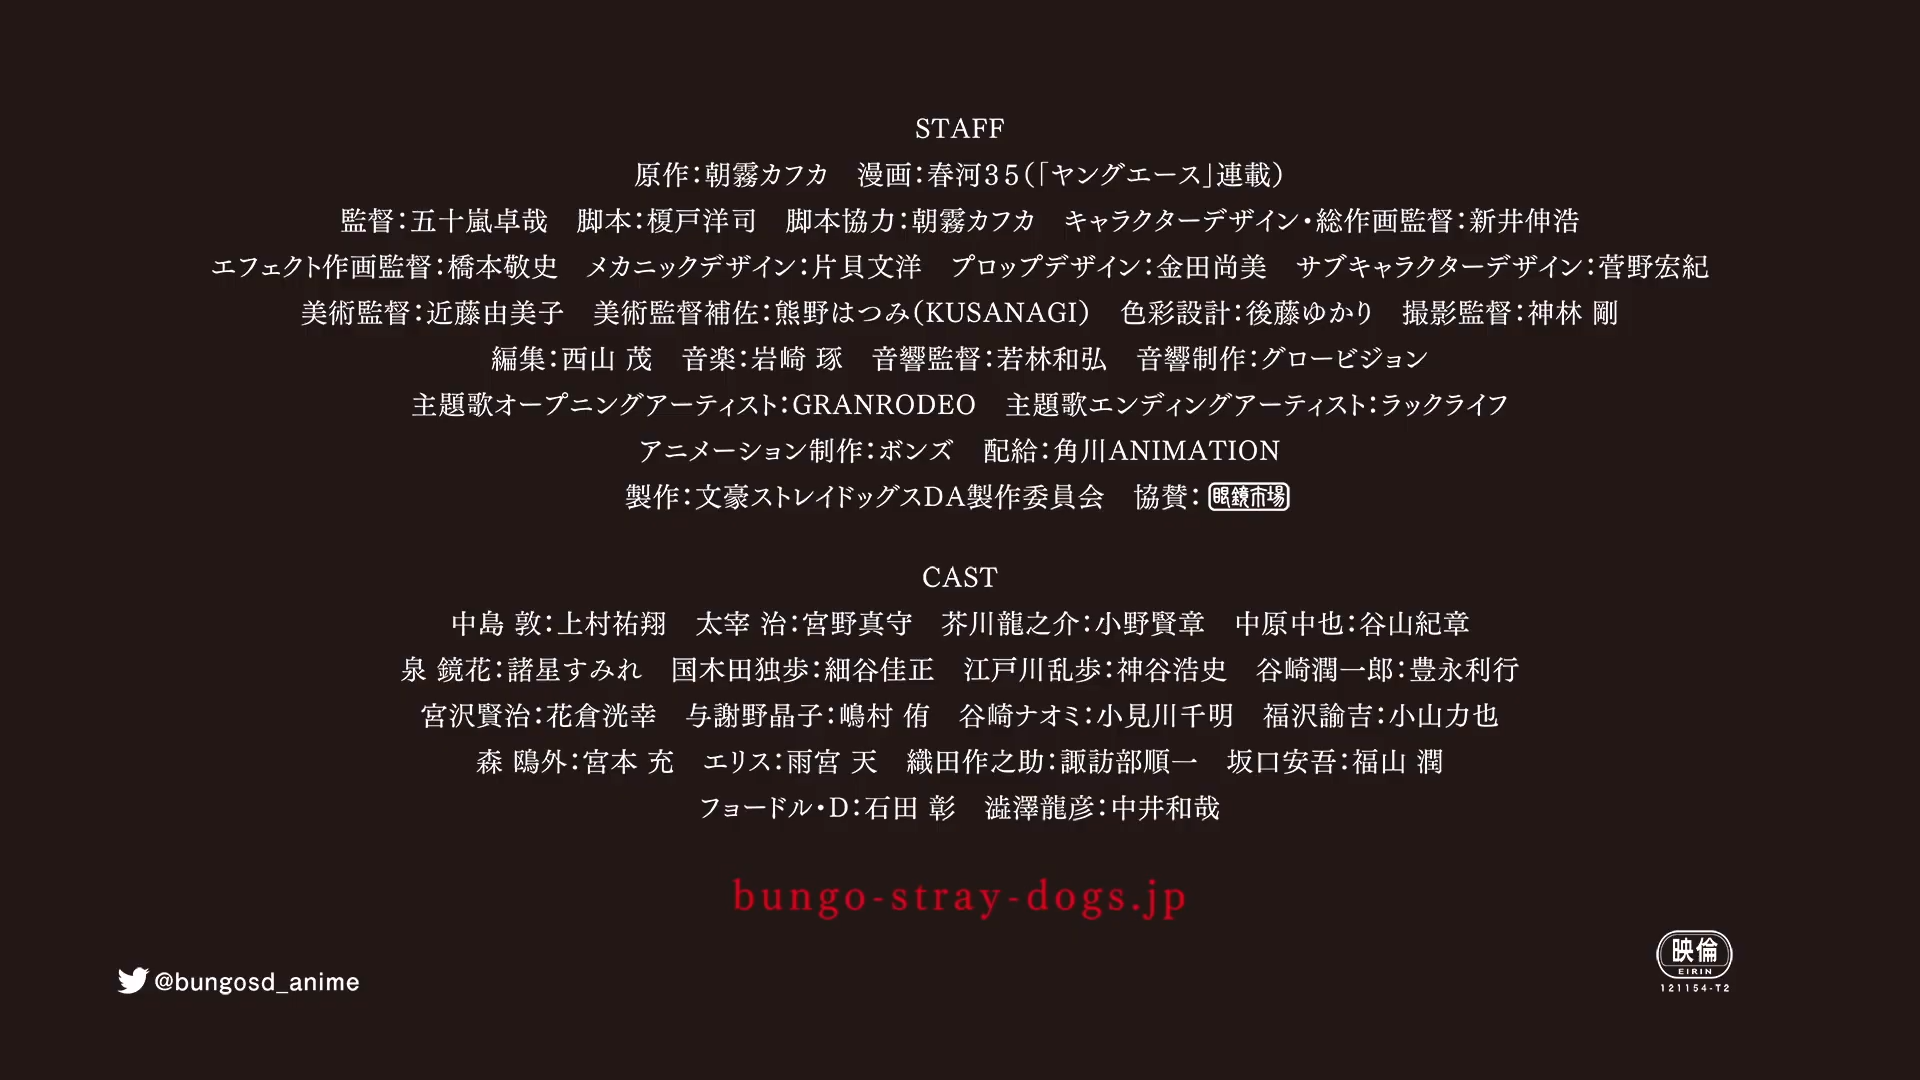 STAFF
原作：朝霧カフカ　漫画：春河35（「ヤングエース」連載）
監督：五十嵐卓哉　脚本：榎戸洋司　脚本協力：朝霧カフカ　キャラクターデザイン・総作画監督：新井伸浩
エフェクト作画監督：橋本敬史　メカニックデザイン：片貝文洋　プロップデザイン：金田尚美　サブキャラクターデザイン：菅野宏紀
美術監督：近藤由美子　美術監督補佐：熊野はつみ（KUSANAGI）　色彩設計：後藤ゆかり　撮影監督：神林 剛
編集：西山 茂　音楽：岩崎 琢　音響監督：若林和弘　音響制作：グロービジョン
主題歌オープニングアーティスト：GRANRODEO　主題歌エンディングアーティスト：ラックライフ
アニメーション制作：ボンズ　配給：角川ANIMATION
製作：文豪ストレイドッグスDA製作委員会　協賛：眼鏡市場
CAST
中島 敦：上村祐翔　太宰 治：宮野真守　芥川龍之介：小野賢章　中原中也：谷山紀章
泉 鏡花：諸星すみれ　国木田独歩：細谷佳正　江戸川乱歩：神谷浩史　谷崎潤一郎：豊永利行
宮沢賢治：花倉洸幸　与謝野晶子：嶋村 侑　谷崎ナオミ：小見川千明　福沢諭吉：小山力也
森 鴎外：宮本 充　エリス：雨宮 天　織田作之助：諏訪部順一　坂口安吾：福山 潤
フョードル・D：石田 彰　澁澤龍彦：中井和哉
bungo-stray-dogs.jp
@bungosd_anime
映倫
EIRIN
121154-T2